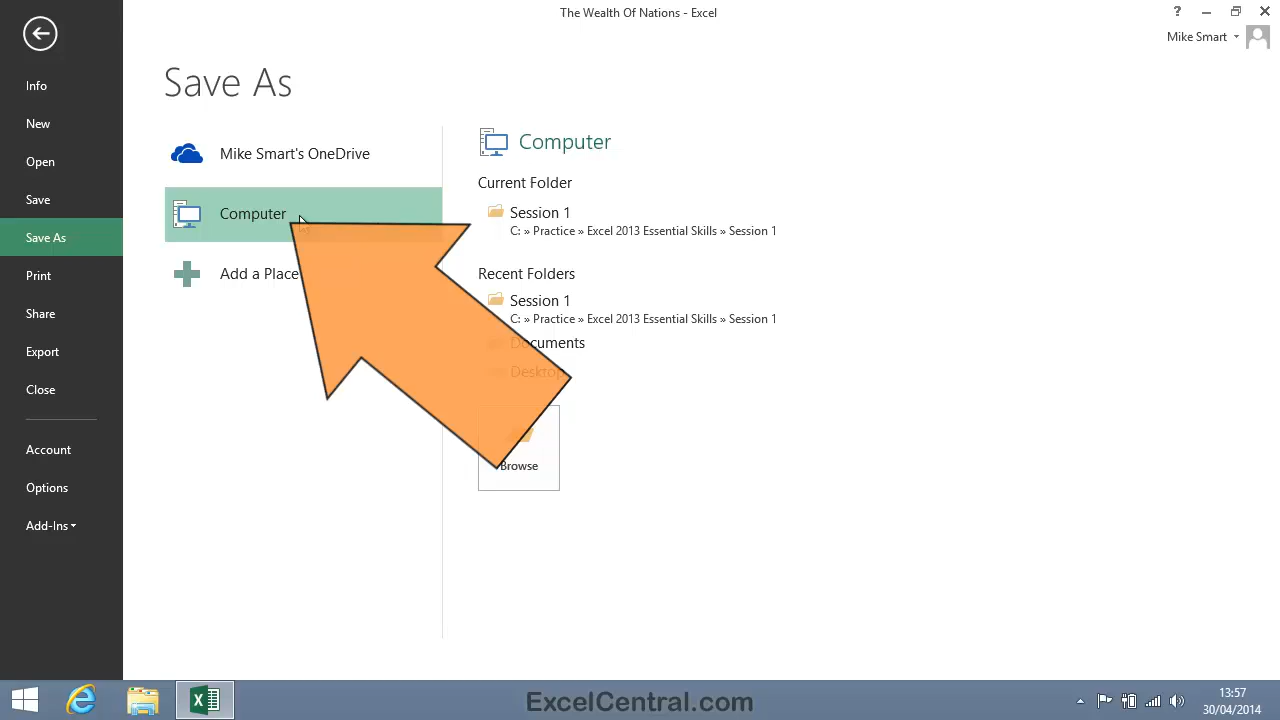 The Wealth Of Nations - Excel
?
Mike Smart
Info
New
Open
Save
Save As
Print
Share
Export
Close
Account
Options
Add-Ins
Save As
Mike Smart's OneDrive
Computer
Add a Place
Computer
Current Folder
Session 1
C: » Practice » Excel 2013 Essential Skills » Session 1
Recent Folders
Session 1
C: » Practice » Excel 2013 Essential Skills » Session 1
Documents
Desktop
Browse
ExcelCentral.com
13:57
30/04/2014